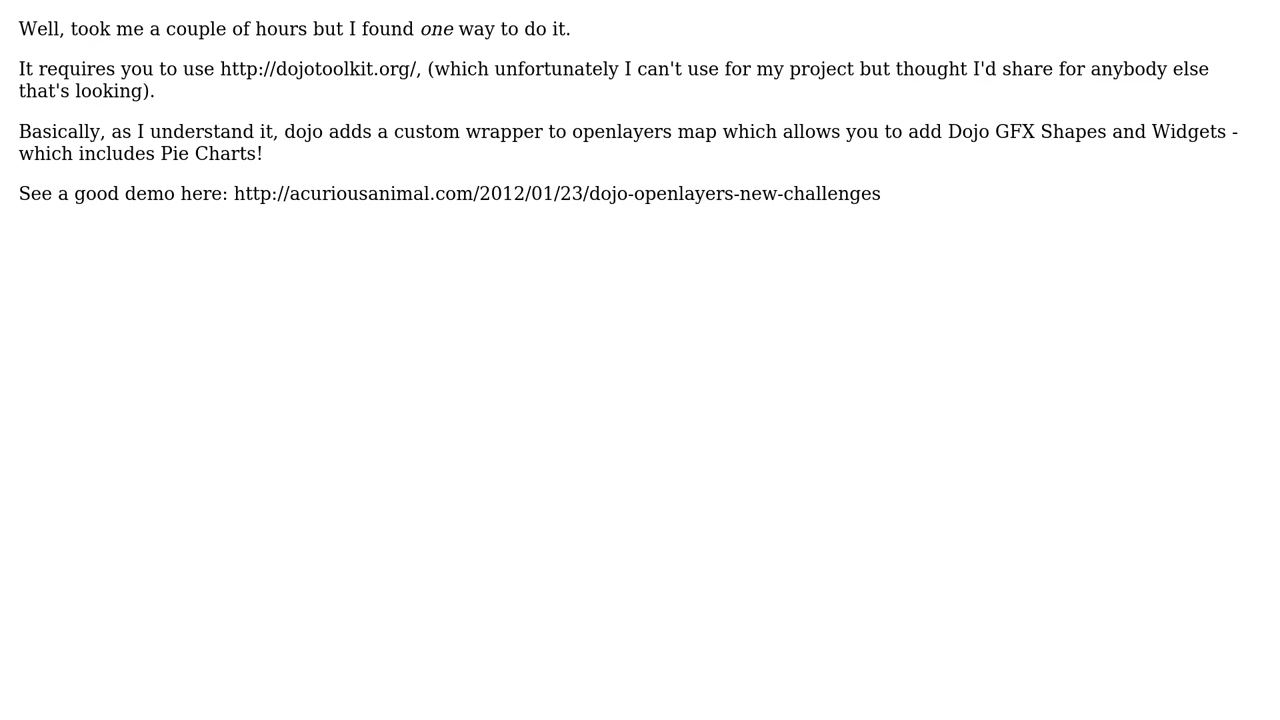 Well, took me a couple of hours but I found one way to do it.
It requires you to use http://dojotoolkit.org/, (which unfortunately I can't use for my project but thought I'd share for anybody else
that's looking).
Basically, as I understand it, dojo adds a custom wrapper to openlayers map which allows you to add Dojo GFX Shapes and Widgets -
which includes Pie Charts!
See a good demo here: http://acuriousanimal.com/2012/01/23/dojo-openlayers-new-challenges